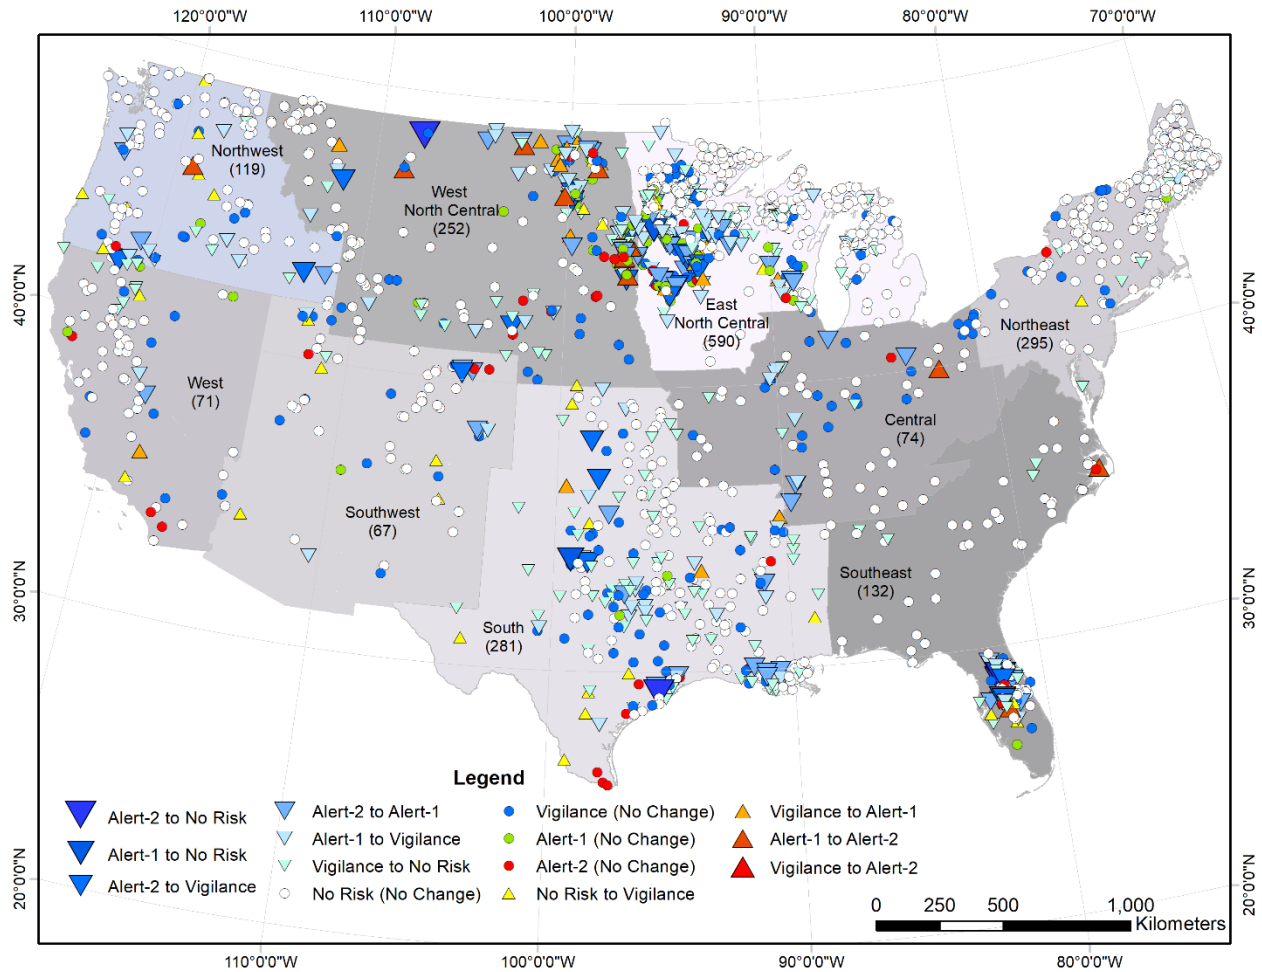 120°0'0"W 110°0'0"W 100°0'0"W 90°0'0"W 80°0'0"W 70°0'0"W
Northwest
(119)
West
North Central
(252)
40°0'0"N
40°0'0"N
East
North Central
(590)
Northeast
(295)
West
(71)
Central
(74)
Southwest
(67)
30°0'0"N
30°0'0"N
Southeast
(132)
South
(281)
Legend
Alert-2 to No Risk
Alert-1 to No Risk
Alert-2 to Vigilance
Alert-2 to Alert-1
Alert-1 to Vigilance
Vigilance to No Risk
No Risk (No Change)
Vigilance (No Change)
Alert-1 (No Change)
Alert-2 (No Change)
No Risk to Vigilance
Vigilance to Alert-1
Alert-1 to Alert-2
Vigilance to Alert-2
20°0'0"N
20°0'0"N
0 250 500 1,000
Kilometers
110°0'0"W 100°0'0"W 90°0'0"W 80°0'0"W